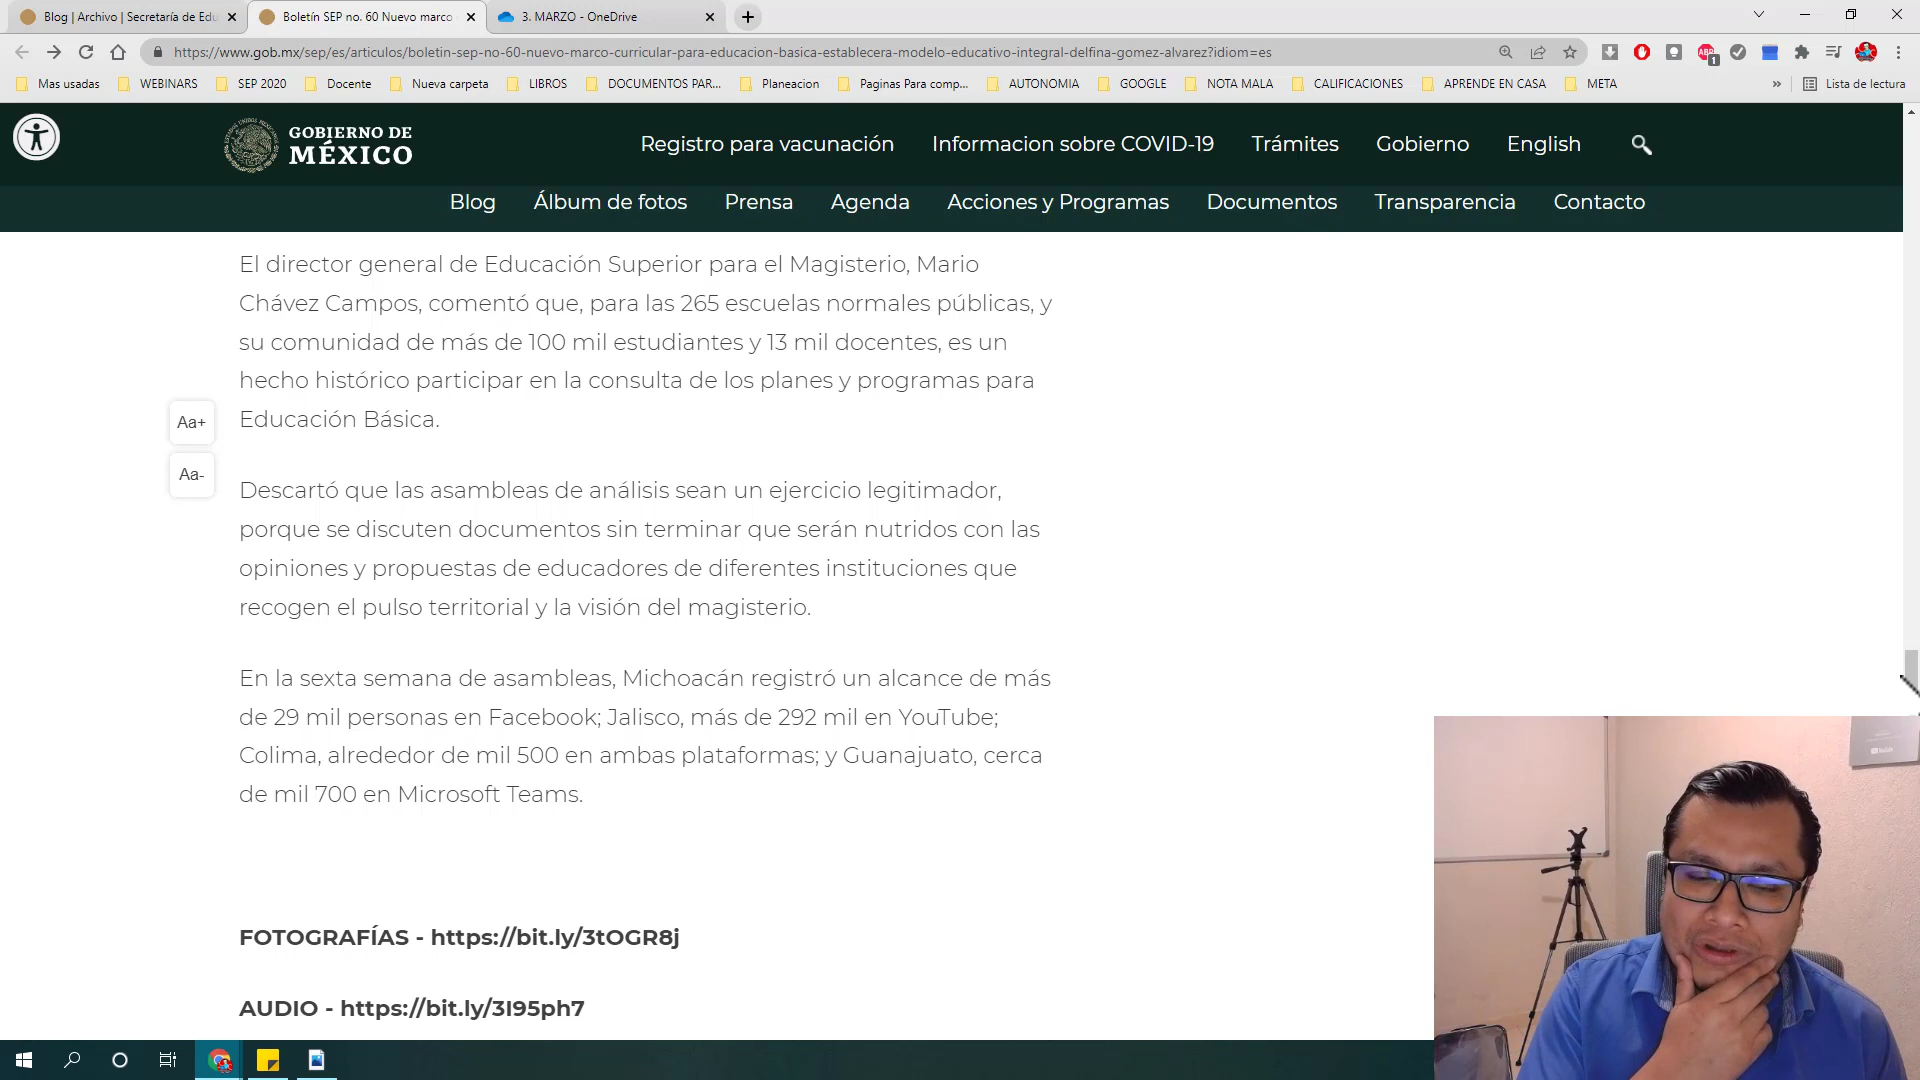 Blog | Archivo | Secretaría de Edu
Boletín SEP no. 60 Nuevo marco
3. MARZO - OneDrive
https://www.gob.mx/sep/es/articulos/boletin-sep-no-60-nuevo-marco-curricular-para-educacion-basica-establecera-modelo-educativo-integral-delfina-gomez-alvarez?idiom=es
ABP
1
Mas usadas
WEBINARS
SEP 2020
Docente
Nueva carpeta
LIBROS
DOCUMENTOS PAR...
Planeacion
Paginas Para comp...
AUTONOMIA
GOOGLE
NOTA MALA
CALIFICACIONES
APRENDE EN CASA
META
»
Lista de lectura
GOBIERNO DE
MÉXICO
Registro para vacunación
Informacion sobre COVID-19
Trámites
Gobierno
English
Blog
Álbum de fotos
Prensa
Agenda
Acciones y Programas
Documentos
Transparencia
Contacto
El director general de Educación Superior para el Magisterio, Mario
Chávez Campos, comentó que, para las 265 escuelas normales públicas, y
su comunidad de más de 100 mil estudiantes y 13 mil docentes, es un
hecho histórico participar en la consulta de los planes y programas para
Educación Básica.
Aa+
Aa-
Descartó que las asambleas de análisis sean un ejercicio legitimador,
porque se discuten documentos sin terminar que serán nutridos con las
opiniones y propuestas de educadores de diferentes instituciones que
recogen el pulso territorial y la visión del magisterio.
En la sexta semana de asambleas, Michoacán registró un alcance de más
de 29 mil personas en Facebook; Jalisco, más de 292 mil en YouTube;
Colima, alrededor de mil 500 en ambas plataformas; y Guanajuato, cerca
de mil 700 en Microsoft Teams.
FOTOGRAFÍAS - https://bit.ly/3tOGR8j
AUDIO - https://bit.ly/3I95ph7